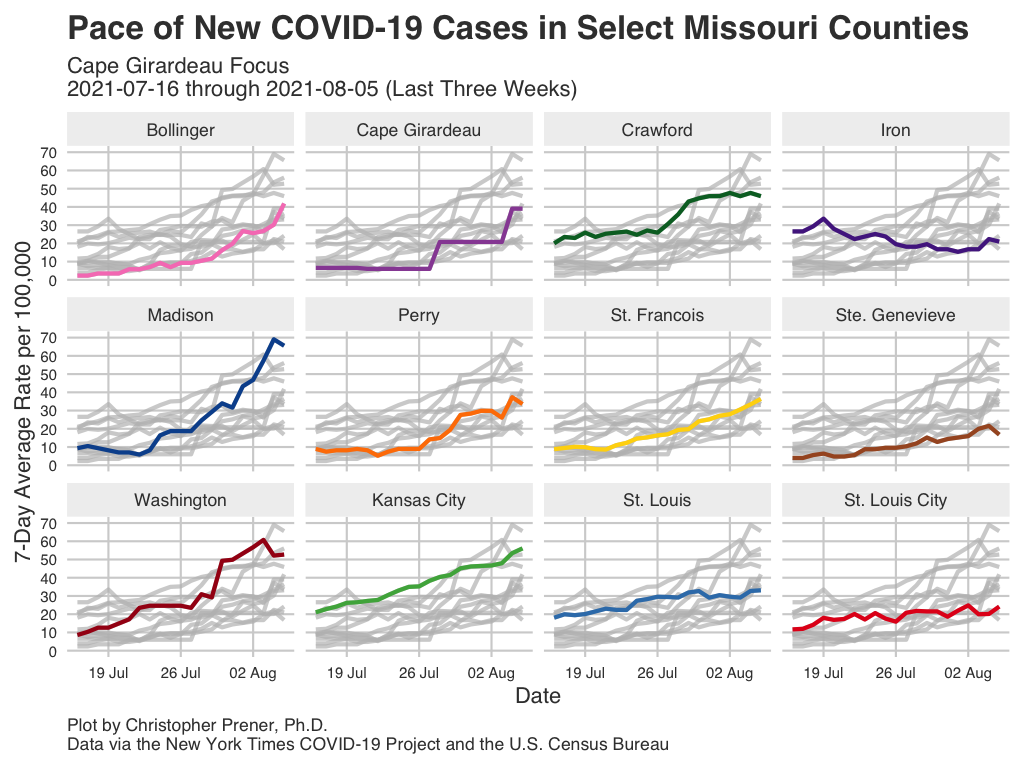 Pace of New COVID-19 Cases in Select Missouri Counties
Cape Girardeau Focus
2021-07-16 through 2021-08-05 (Last Three Weeks)
7-Day Average Rate per 100,000
Bollinger
Cape Girardeau
Crawford
Iron
70
60
50
40
30
20
10
0
Madison
Perry
St. Francois
Ste. Genevieve
70
60
50
40
30
20
10
0
Washington
Kansas City
St. Louis
St. Louis City
70
60
50
40
30
20
10
0
19 Jul
26 Jul
02 Aug
19 Jul
26 Jul
02 Aug
19 Jul
26 Jul
02 Aug
19 Jul
26 Jul
02 Aug
Date
Plot by Christopher Prener, Ph.D.
Data via the New York Times COVID-19 Project and the U.S. Census Bureau